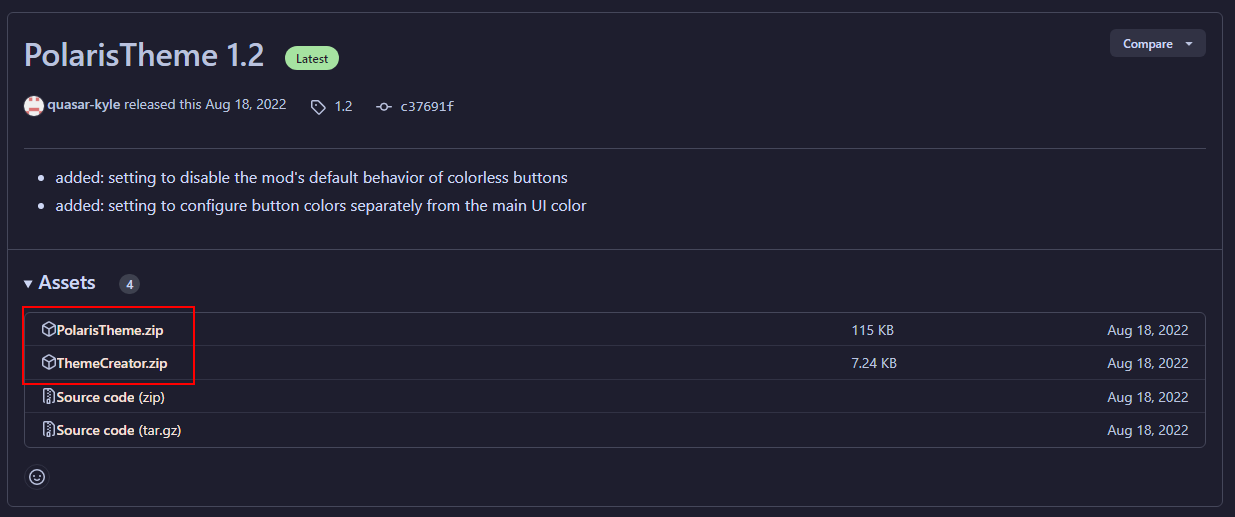 PolarisTheme 1.2 Latest Compare
quasar-kyle released this Aug 18, 2022 1.2 c37691f
added: setting to disable the mod's default behavior of colorless buttons
added: setting to configure button colors separately from the main UI color
Assets 4
PolarisTheme.zip 115 KB Aug 18, 2022
ThemeCreator.zip 7.24 KB Aug 18, 2022
Source code (zip) Aug 18, 2022
Source code (tar.gz) Aug 18, 2022